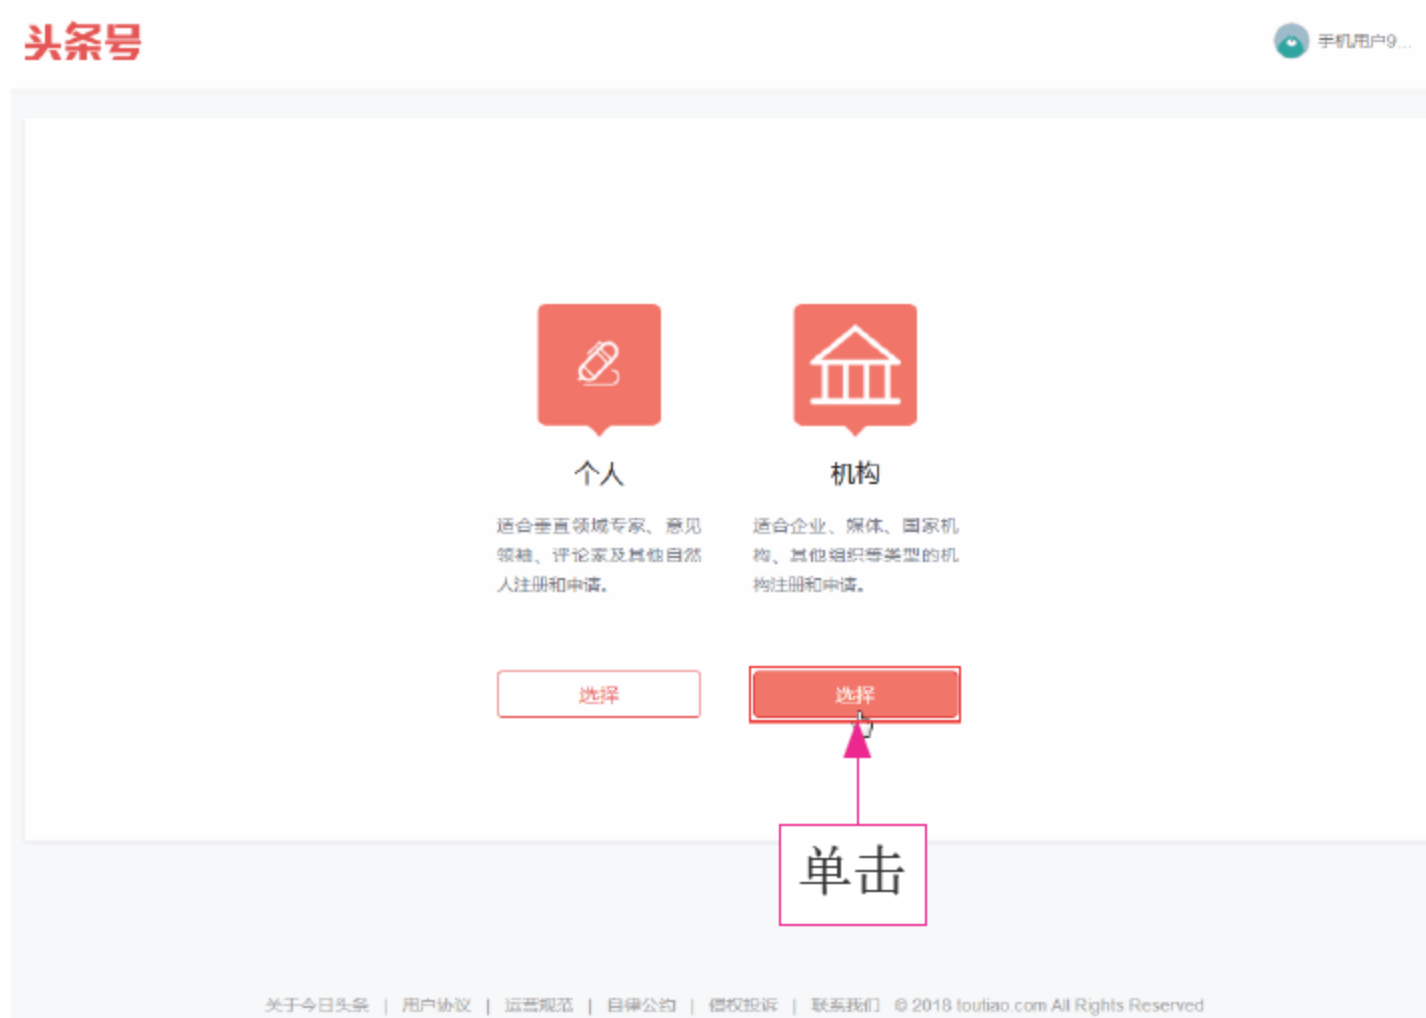 头条号
手机用户9...
个人
适合垂直领域专家、意见
领袖、评论家及其他自然
人注册和申请。
选择
机构
适合企业、媒体、国家机
构、其他组织等类型的机
构注册和申请。
选择
单击
关于今日头条 | 用户协议 | 运营规范 | 自律公约 | 侵权投诉 | 联系我们 © 2018 toutiao.com All Rights Reserved